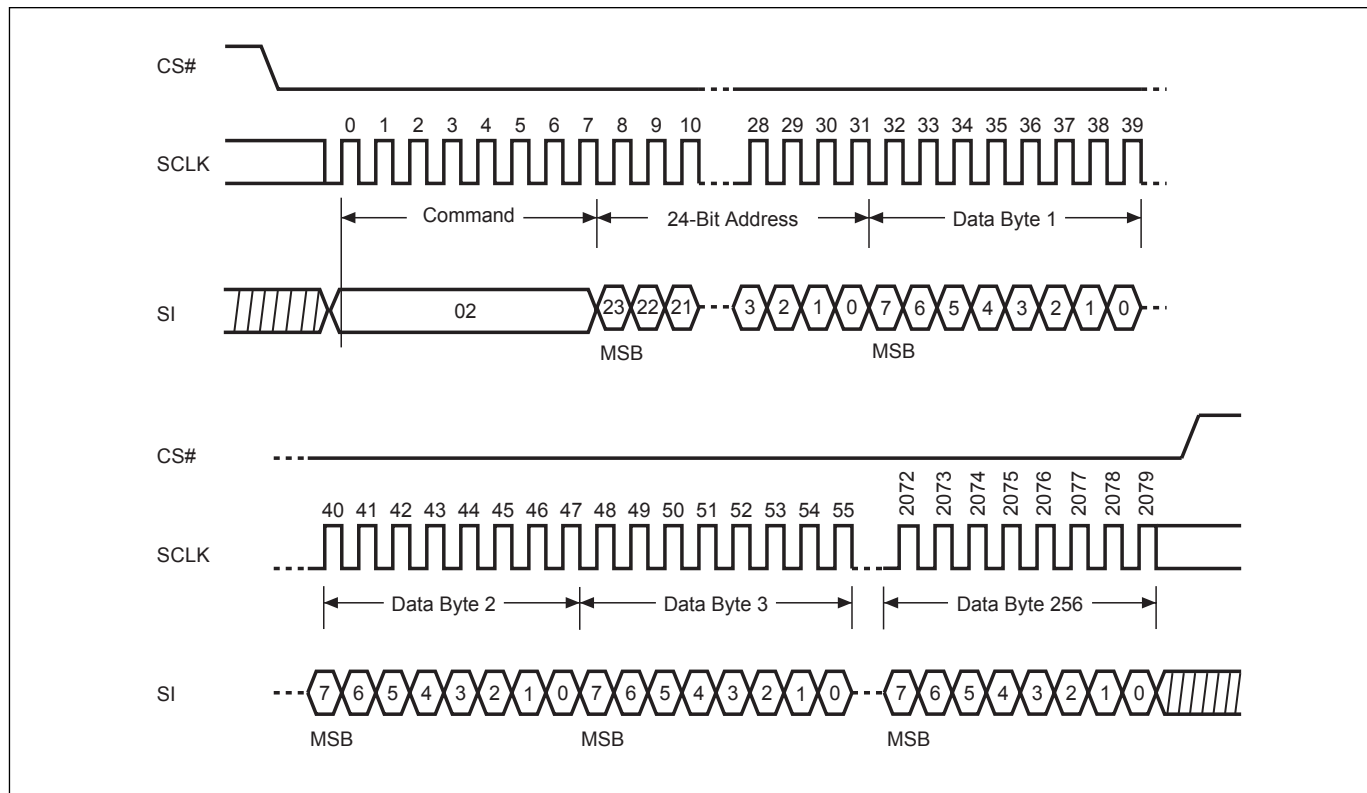 CS#
0 1 2 3 4 5 6 7 8 9 10 28 29 30 31 32 33 34 35 36 37 38 39
SCLK
Command 24-Bit Address Data Byte 1
SI 02 23 22 21 3 2 1 0 7 6 5 4 3 2 1 0
MSB MSB
CS#
2072 2073 2074 2075 2076 2077 2078 2079
40 41 42 43 44 45 46 47 48 49 50 51 52 53 54 55
SCLK
Data Byte 2 Data Byte 3 Data Byte 256
SI 7 6 5 4 3 2 1 0 7 6 5 4 3 2 1 0 7 6 5 4 3 2 1 0
MSB MSB MSB